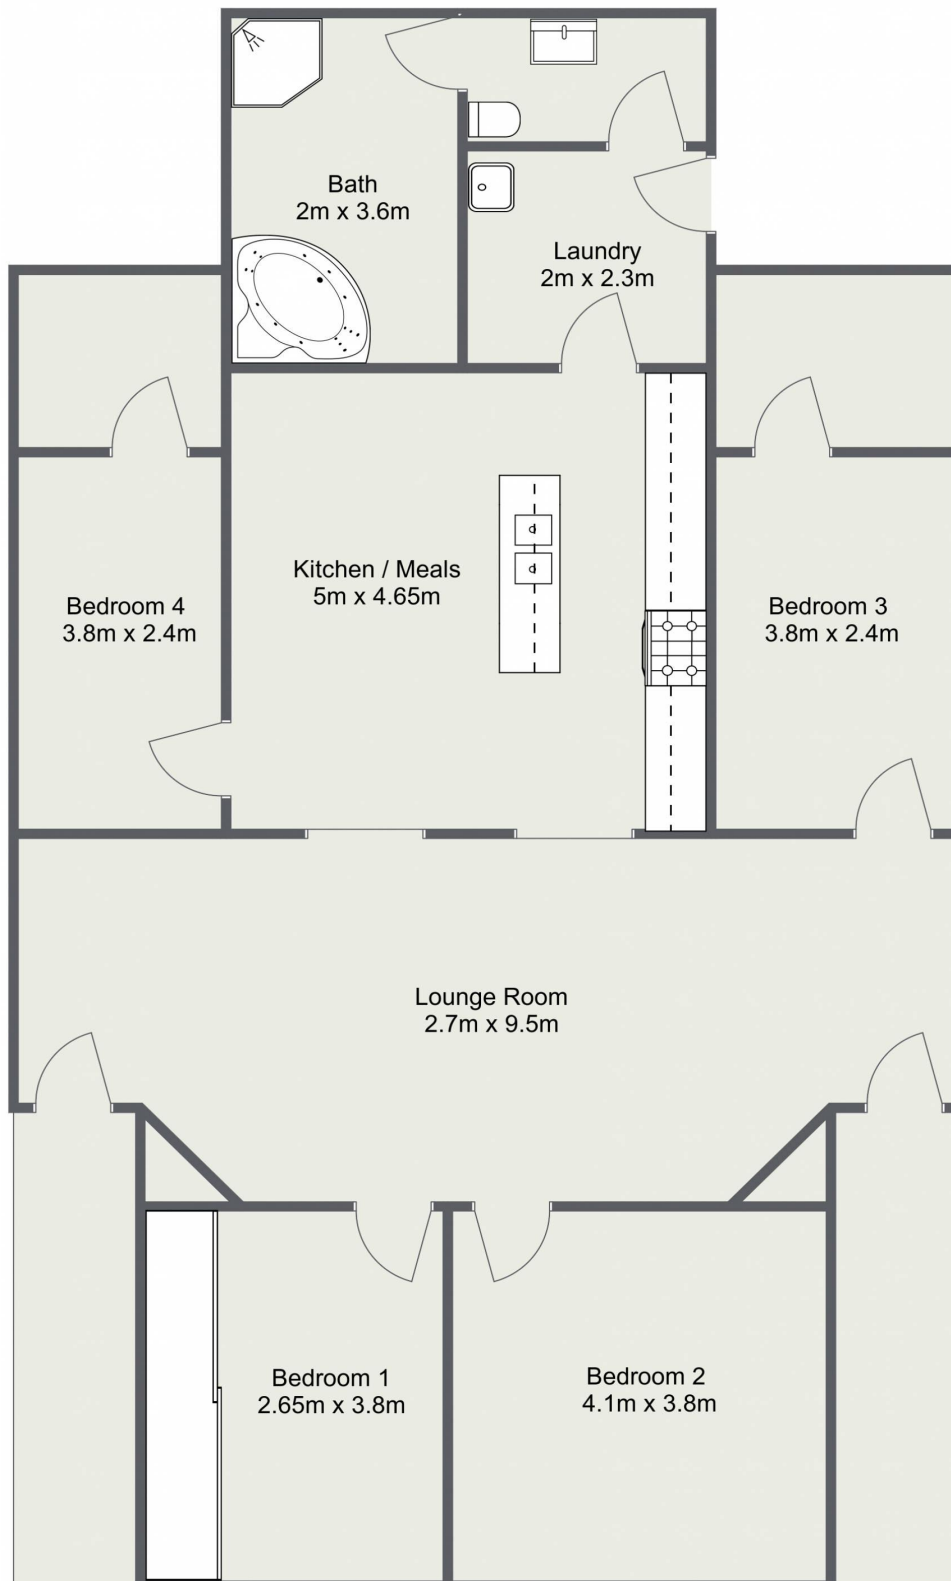 Bath
2m x 3.6m
Laundry
2m x 2.3m
Kitchen / Meals
5m x 4.65m
Bedroom 4
3.8m x 2.4m
Bedroom 3
3.8m x 2.4m
Lounge Room
2.7m x 9.5m
Bedroom 1
2.65m x 3.8m
Bedroom 2
4.1m x 3.8m